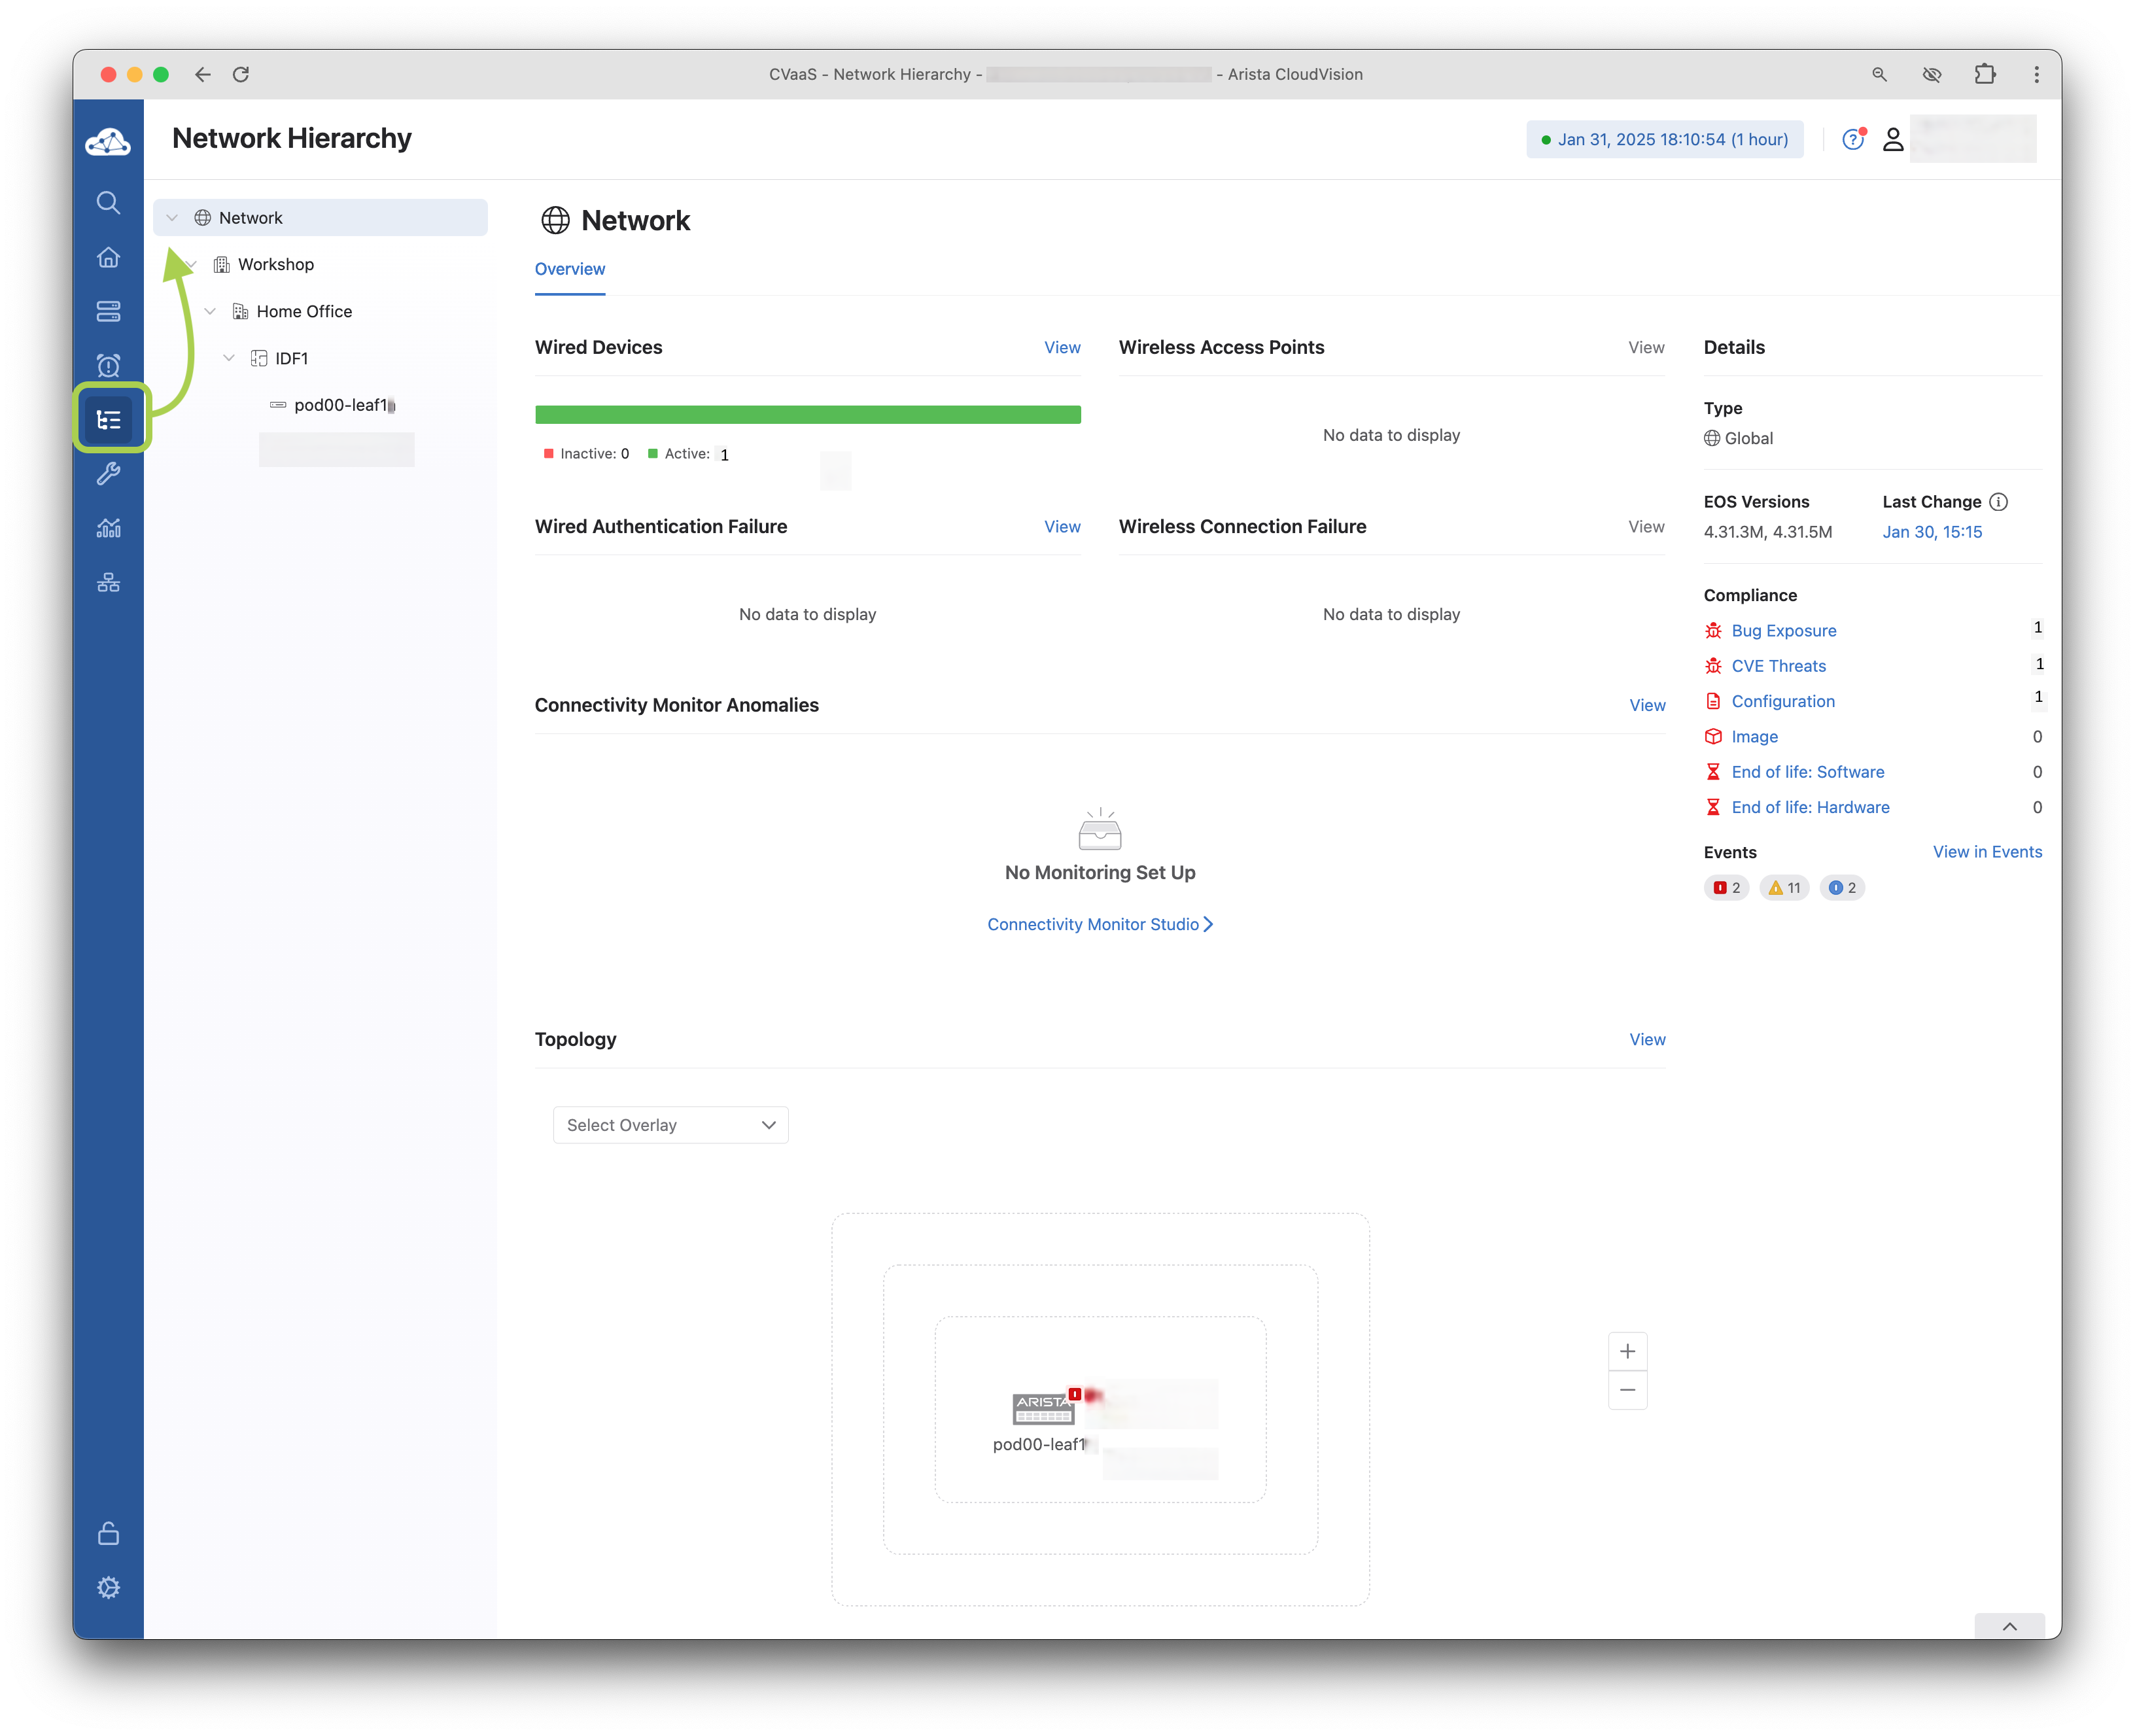 CVaaS - Network Hierarchy - - Arista CloudVision
Network Hierarchy
Jan 31, 2025 18:10:54 (1 hour)
?
Network
Workshop
Home Office
IDF1
pod00-leaf1
Network
Overview
Wired Devices View
Inactive: 0 Active: 1
Wireless Access Points View
No data to display
Wired Authentication Failure View
No data to display
Wireless Connection Failure View
No data to display
Connectivity Monitor Anomalies View
No Monitoring Set Up
Connectivity Monitor Studio
Topology View
Select Overlay
ARISTA
pod00-leaf1
Details
Type
Global
EOS Versions Last Change
4.31.3M, 4.31.5M Jan 30, 15:15
Compliance
Bug Exposure 1
CVE Threats 1
Configuration 1
Image 0
End of life: Software 0
End of life: Hardware 0
Events View in Events
2 11 2